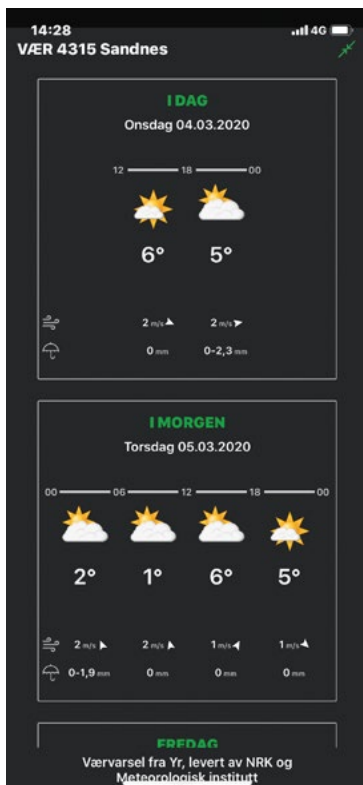 14:28 4G
VÆR 4315 Sandnes
I DAG
Onsdag 04.03.2020
12 18 00
6° 5°
2 m/s 2 m/s
0 mm 0-2,3 mm
I MORGEN
Torsdag 05.03.2020
00 06 12 18 00
2° 1° 6° 5°
2 m/s 2 m/s 1 m/s 1 m/s
0-1,9 mm 0 mm 0 mm 0 mm
FREDAG
Værvarsel fra Yr, levert av NRK og
Meteorologisk institutt